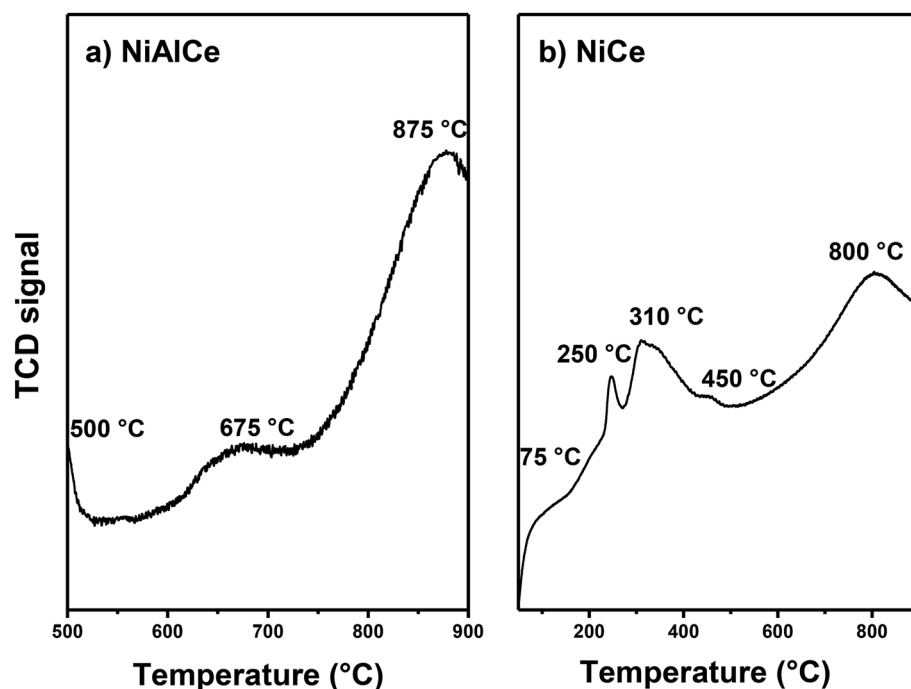 a) NiAlCe
875 °C
500 °C
675 °C
500 600 700 800 900
Temperature (°C)
TCD signal
b) NiCe
800 °C
310 °C
250 °C
450 °C
75 °C
200 400 600 800
Temperature (°C)